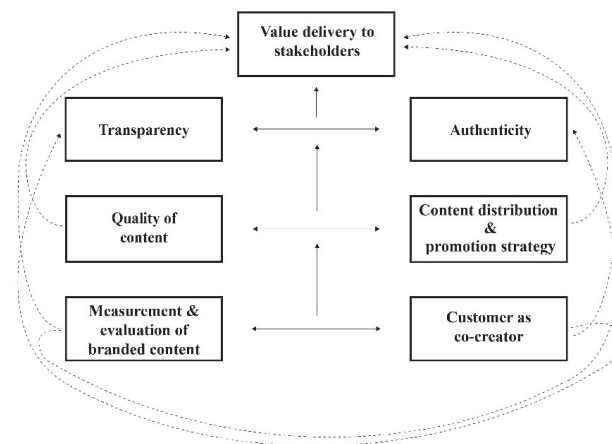 Value delivery to
stakeholders
Transparency
Authenticity
Quality of
content
Content distribution
&
promotion strategy
Measurement &
evaluation of
branded content
Customer as
co-creator